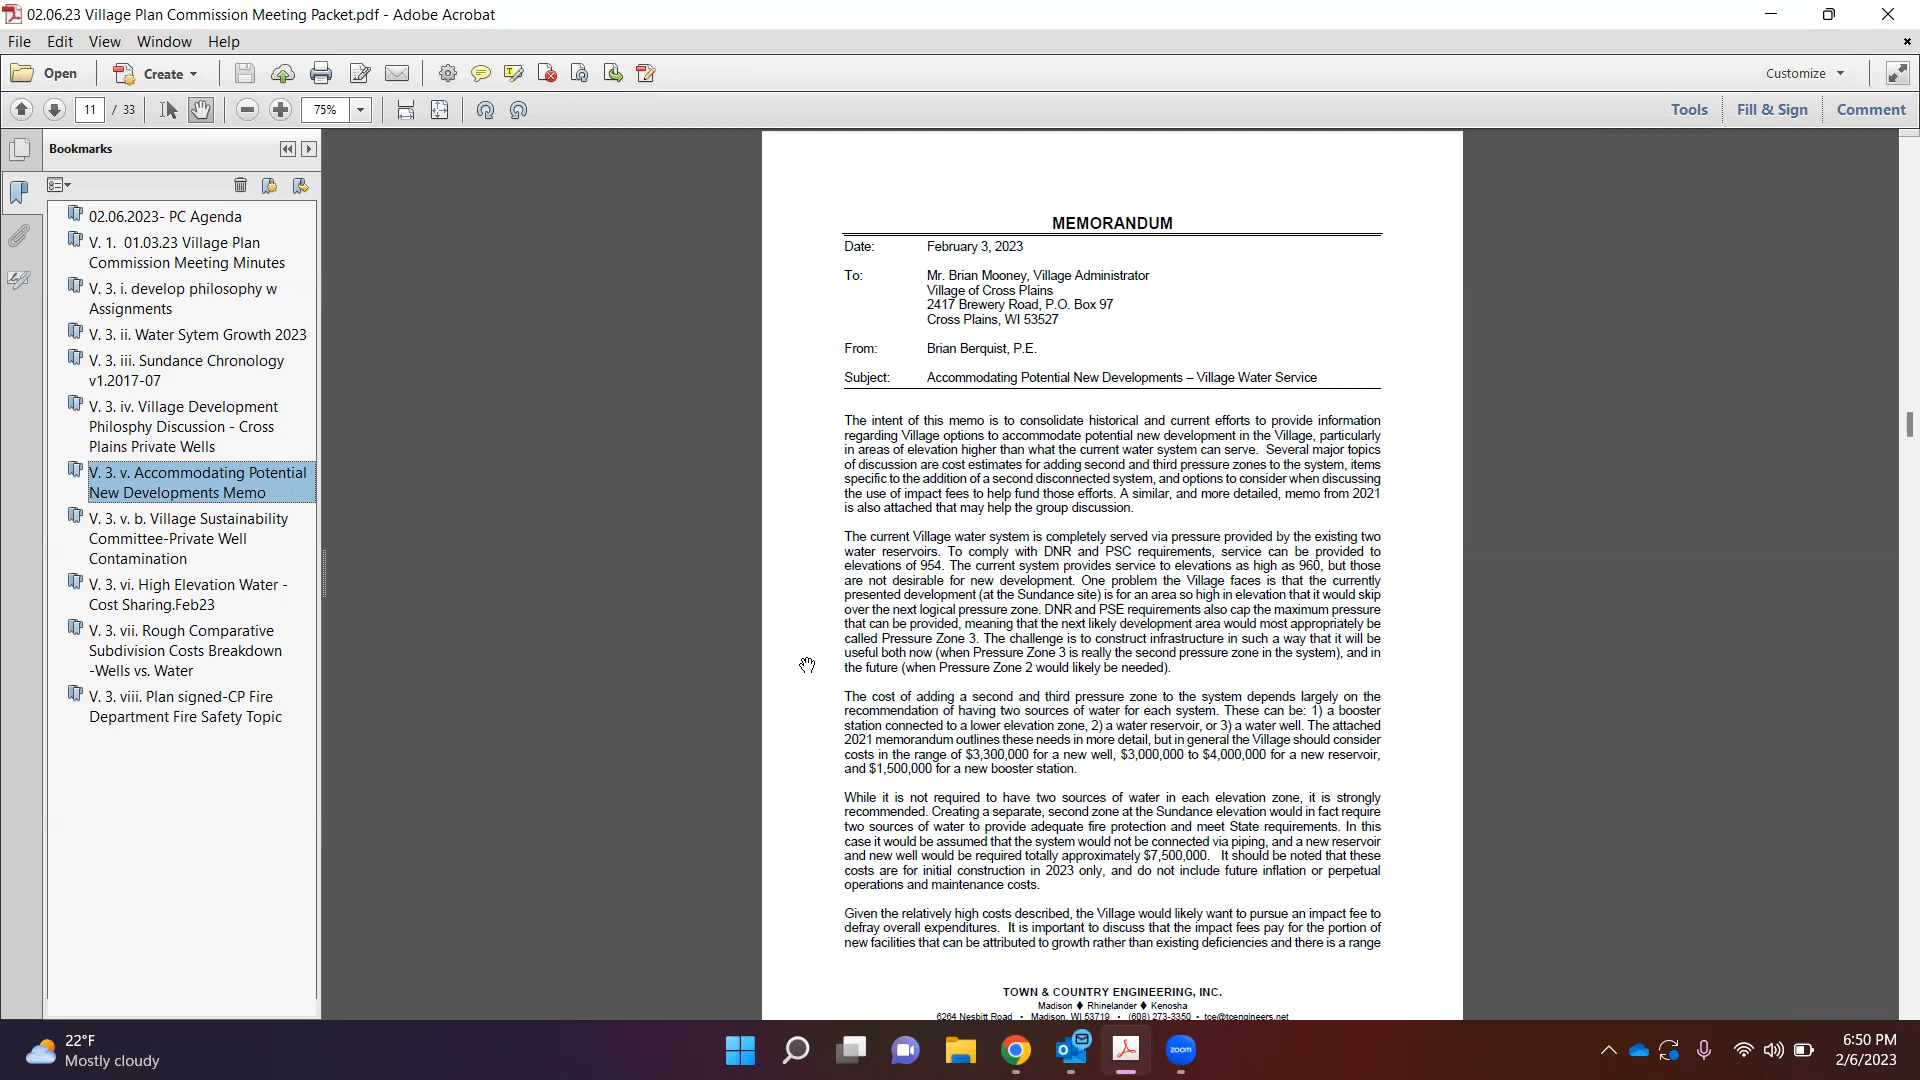 02.06.23 Village Plan Commission Meeting Packet.pdf - Adobe Acrobat
File Edit View Window Help
Open
Create
Customize
11 / 33
75%
Tools Fill & Sign Comment
Bookmarks
02.06.2023- PC Agenda
V. 1. 01.03.23 Village Plan
Commission Meeting Minutes
V. 3. i. develop philosophy w
Assignments
V. 3. ii. Water Sytem Growth 2023
V. 3. iii. Sundance Chronology
v1.2017-07
V. 3. iv. Village Development
Philosphy Discussion - Cross
Plains Private Wells
V. 3. v. Accommodating Potential
New Developments Memo
V. 3. v. b. Village Sustainability
Committee-Private Well
Contamination
V. 3. vi. High Elevation Water -
Cost Sharing.Feb23
V. 3. vii. Rough Comparative
Subdivision Costs Breakdown
-Wells vs. Water
V. 3. viii. Plan signed-CP Fire
Department Fire Safety Topic
MEMORANDUM
Date: February 3, 2023
To: Mr. Brian Mooney, Village Administrator
Village of Cross Plains
2417 Brewery Road, P.O. Box 97
Cross Plains, WI 53527
From: Brian Berquist, P.E.
Subject: Accommodating Potential New Developments – Village Water Service
The intent of this memo is to consolidate historical and current efforts to provide information
regarding Village options to accommodate potential new development in the Village, particularly
in areas of elevation higher than what the current water system can serve. Several major topics
of discussion are cost estimates for adding second and third pressure zones to the system, items
specific to the addition of a second disconnected system, and options to consider when discussing
the use of impact fees to help fund those efforts. A similar, and more detailed, memo from 2021
is also attached that may help the group discussion.
The current Village water system is completely served via pressure provided by the existing two
water reservoirs. To comply with DNR and PSC requirements, service can be provided to
elevations of 954. The current system provides service to elevations as high as 960, but those
are not desirable for new development. One problem the Village faces is that the currently
presented development (at the Sundance site) is for an area so high in elevation that it would skip
over the next logical pressure zone. DNR and PSE requirements also cap the maximum pressure
that can be provided, meaning that the next likely development area would most appropriately be
called Pressure Zone 3. The challenge is to construct infrastructure in such a way that it will be
useful both now (when Pressure Zone 3 is really the second pressure zone in the system), and in
the future (when Pressure Zone 2 would likely be needed).
The cost of adding a second and third pressure zone to the system depends largely on the
recommendation of having two sources of water for each system. These can be: 1) a booster
station connected to a lower elevation zone, 2) a water reservoir, or 3) a water well. The attached
2021 memorandum outlines these needs in more detail, but in general the Village should consider
costs in the range of $3,300,000 for a new well, $3,000,000 to $4,000,000 for a new reservoir,
and $1,500,000 for a new booster station.
While it is not required to have two sources of water in each elevation zone, it is strongly
recommended. Creating a separate, second zone at the Sundance elevation would in fact require
two sources of water to provide adequate fire protection and meet State requirements. In this
case it would be assumed that the system would not be connected via piping, and a new reservoir
and new well would be required totally approximately $7,500,000. It should be noted that these
costs are for initial construction in 2023 only, and do not include future inflation or perpetual
operations and maintenance costs.
Given the relatively high costs described, the Village would likely want to pursue an impact fee to
defray overall expenditures. It is important to discuss that the impact fees pay for the portion of
new facilities that can be attributed to growth rather than existing deficiencies and there is a range
TOWN & COUNTRY ENGINEERING, INC.
Madison ♦ Rhinelander ♦ Kenosha
6264 Nesbitt Road • Madison, WI 53719 • (608) 273-3350 • tce@tcengineers.net
22°F
Mostly cloudy
zoom
6:50 PM
2/6/2023